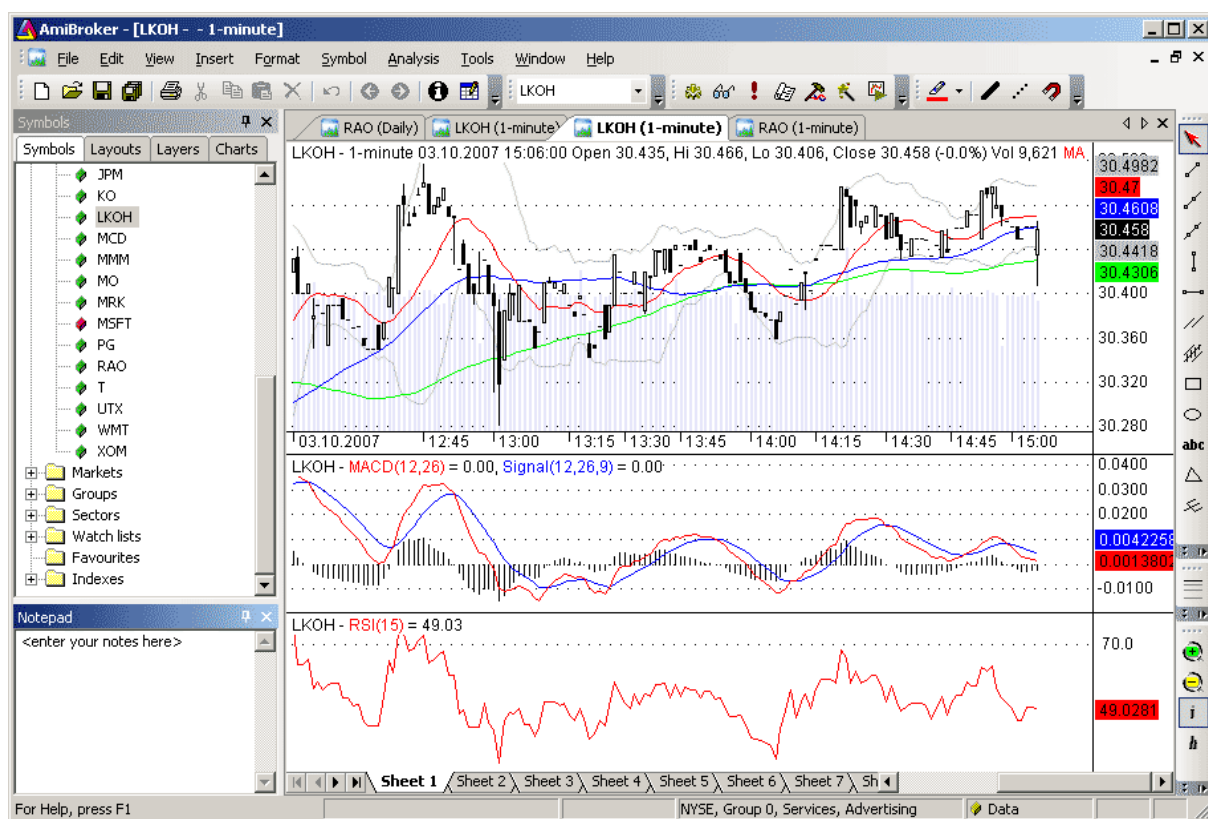 AmiBroker - [LKOH - - 1-minute]
File Edit View Insert Format Symbol Analysis Tools Window Help
LKOH
Symbols
Symbols Layouts Layers Charts
JPM
KO
LKOH
MCD
MMM
MO
MRK
MSFT
PG
RAO
T
UTX
WMT
XOM
Markets
Groups
Sectors
Watch lists
Favourites
Indexes
Notepad
<enter your notes here>
RAO (Daily) LKOH (1-minute) LKOH (1-minute) RAO (1-minute)
LKOH - 1-minute 03.10.2007 15:06:00 Open 30.435, Hi 30.466, Lo 30.406, Close 30.458 (-0.0%) Vol 9,621 MA
30.4982
30.47
30.4608
30.458
30.4418
30.4306
30.400
30.360
30.320
30.280
03.10.2007 12:45 13:00 13:15 13:30 13:45 14:00 14:15 14:30 14:45 15:00
LKOH - MACD(12,26) = 0.00, Signal(12,26,9) = 0.00
0.0400
0.0300
0.0200
0.0042258
0.0013802
-0.0100
LKOH - RSI(15) = 49.03
70.0
49.0281
Sheet 1 Sheet 2 Sheet 3 Sheet 4 Sheet 5 Sheet 6 Sheet 7 Sh
abc
For Help, press F1
NYSE, Group 0, Services, Advertising
Data